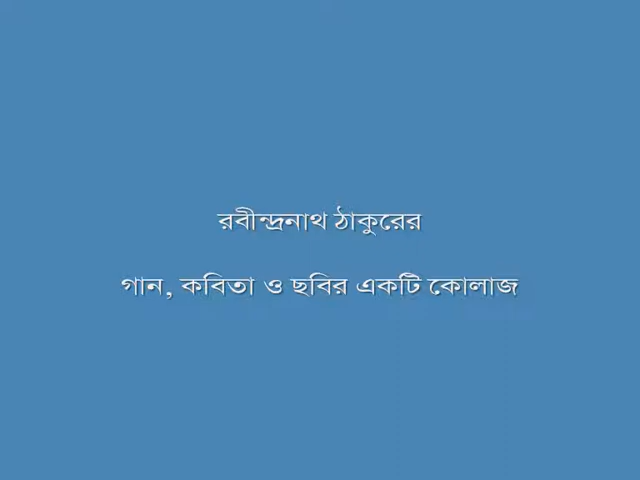 রবীন্দ্রনাথ ঠাকুরের
গান, কবিতা ও ছবির একটি কোলাজ